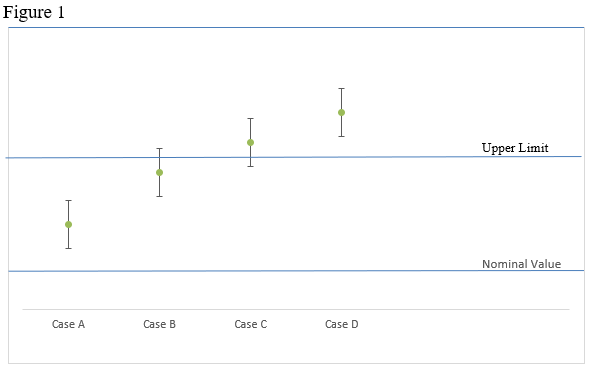 Figure 1
Upper Limit
Nominal Value
Case A
Case B
Case C
Case D